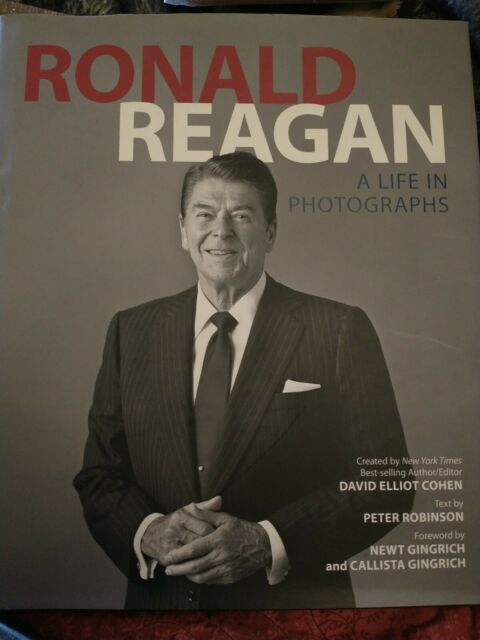 RONALD
REAGAN
A LIFE IN
PHOTOGRAPHS
Created by New York Times
Best-selling Author/Editor
DAVID ELLIOT COHEN
Text by
PETER ROBINSON
Foreword by
NEWT GINGRICH
and CALLISTA GINGRICH